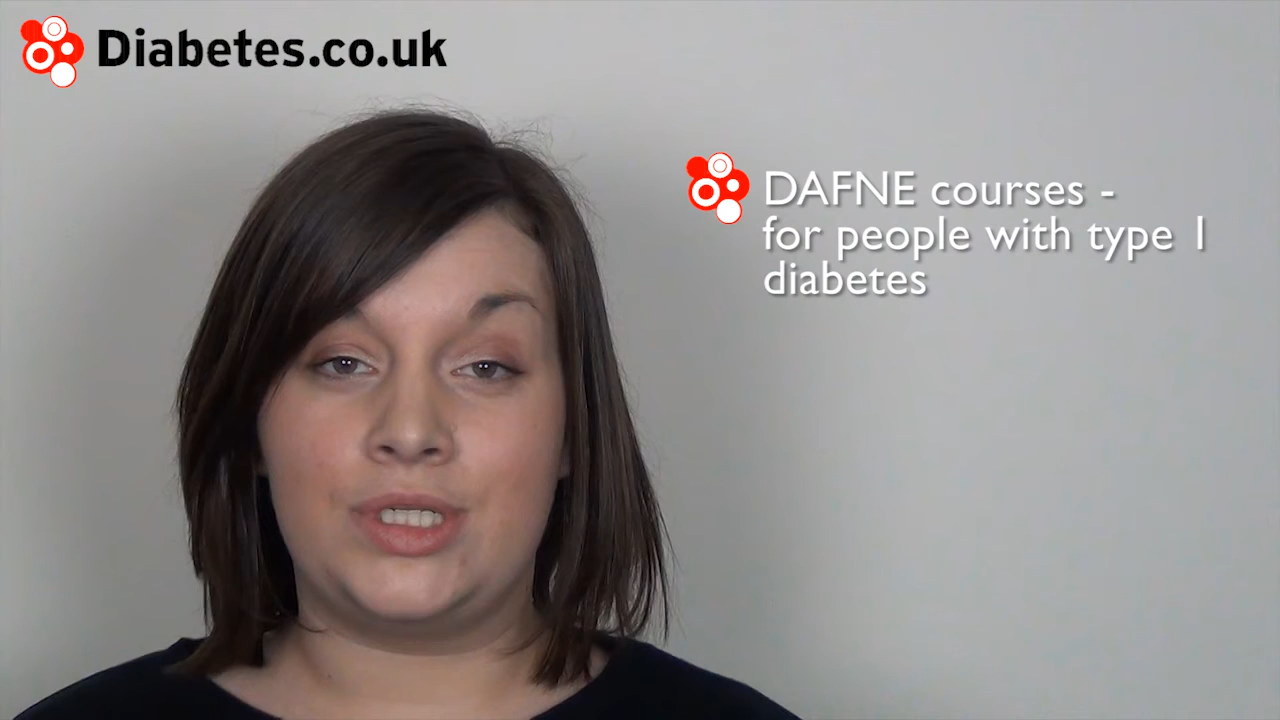 Diabetes.co.uk
DAFNE courses -
for people with type 1
diabetes